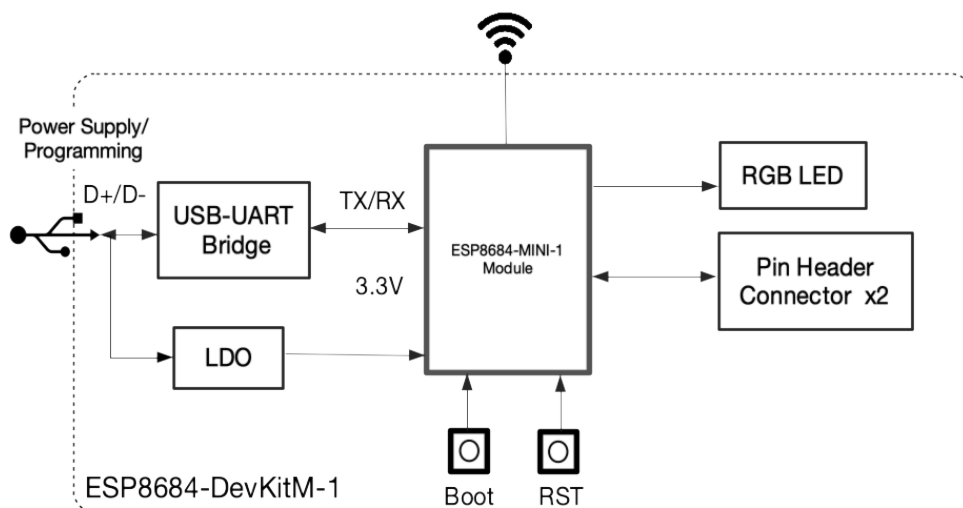 Power Supply/
Programming
D+/D-
USB-UART
Bridge
TX/RX
3.3V
LDO
ESP8684-MINI-1
Module
RGB LED
Pin Header
Connector x2
Boot
RST
ESP8684-DevKitM-1